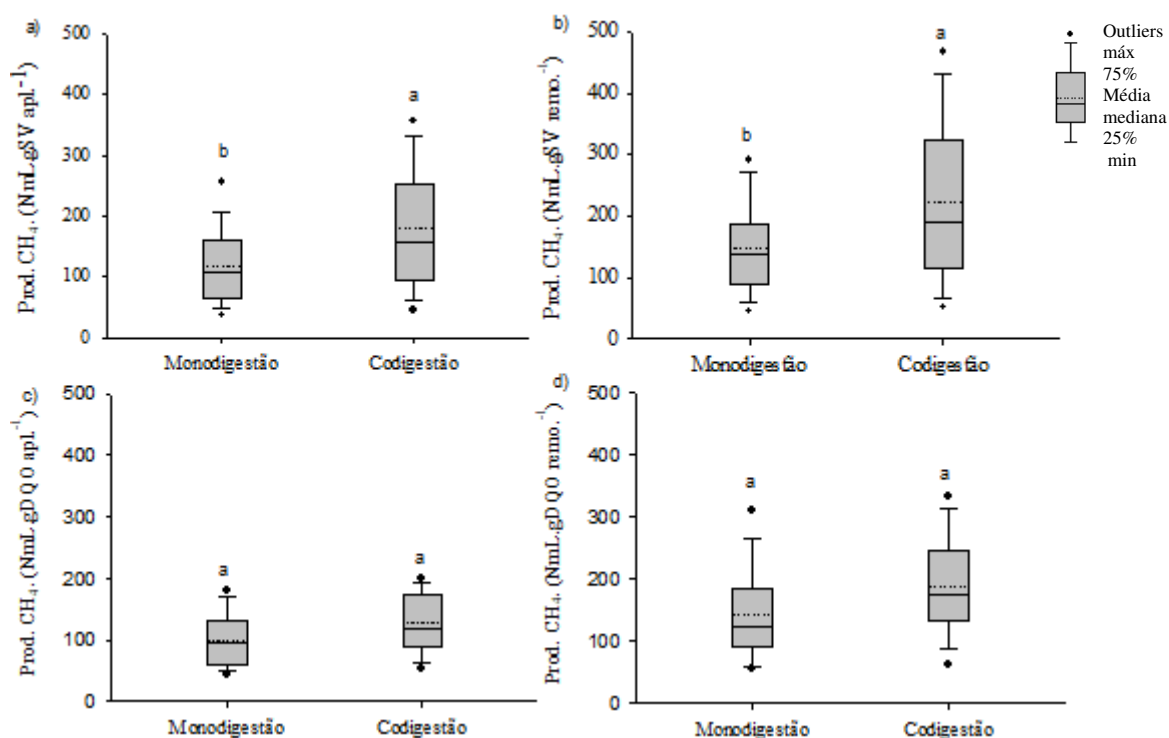 a)
Prod. CH₄. (NmL.gSV apl⁻¹)
500
400
300
200
100
0
b
a
Monodigestão
Codigestão
b)
Prod. CH₄ (NmL.gSV remo.⁻¹)
500
400
300
200
100
0
b
a
Monodigestão
Codigestão
Outliers
máx
75%
Média
mediana
25%
min
c)
Prod. CH₄. (NmL.gDQO apl.⁻¹)
500
400
300
200
100
0
a
a
Monodigestão
Codigestão
d)
Prod. CH₄. (NmL.gDQO remo.⁻¹)
500
400
300
200
100
0
a
a
Monodigestão
Codigestão